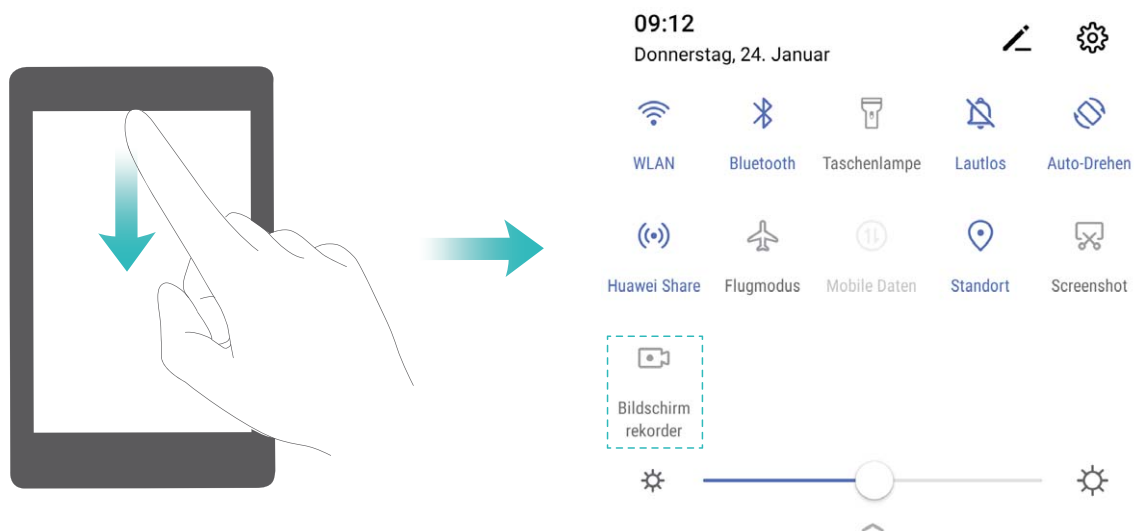 09:12
Donnerstag, 24. Januar
WLAN
Bluetooth
Taschenlampe
Lautlos
Auto-Drehen
Huawei Share
Flugmodus
Mobile Daten
Standort
Screenshot
Bildschirm
rekorder